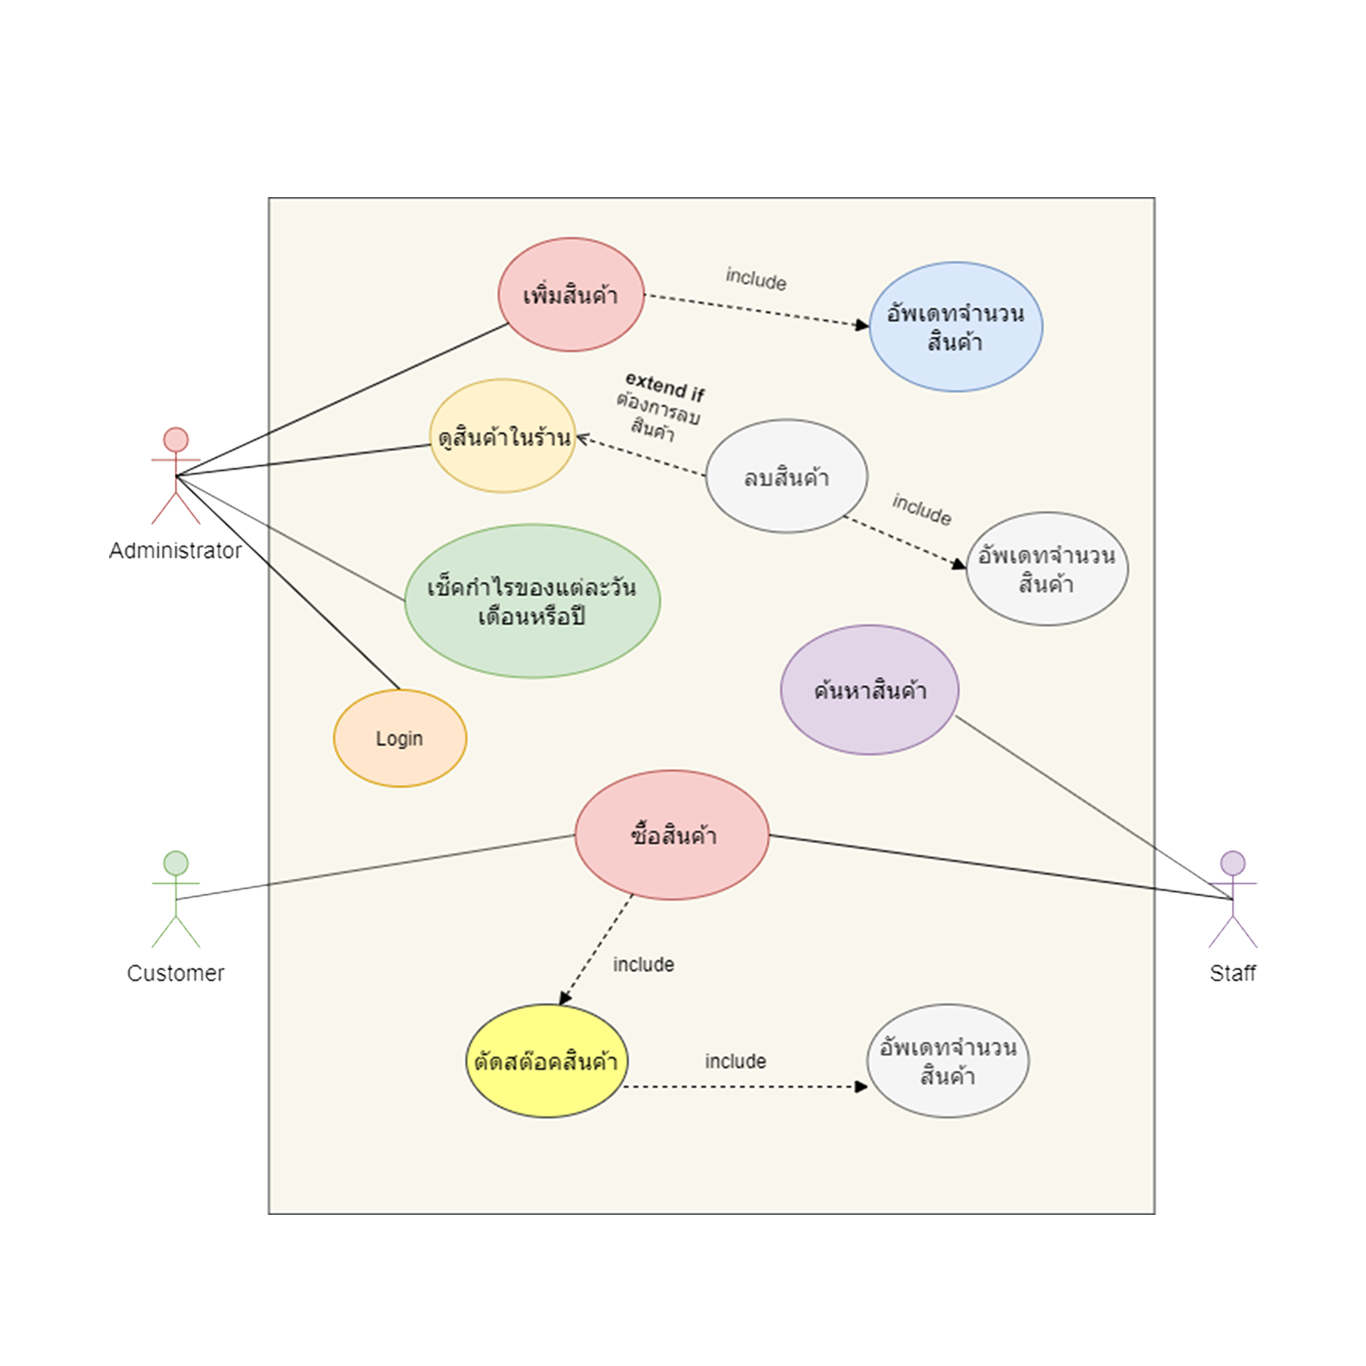 เพิ่มสินค้า
include
อัพเดทจำนวน
สินค้า
extend if
ต้องการลบ
สินค้า
ดูสินค้าในร้าน
ลบสินค้า
include
อัพเดทจำนวน
สินค้า
Administrator
เช็คกำไรของแต่ละวัน
เดือนหรือปี
ค้นหาสินค้า
Login
ซื้อสินค้า
Customer
Staff
include
ตัดสต๊อคสินค้า
include
อัพเดทจำนวน
สินค้า